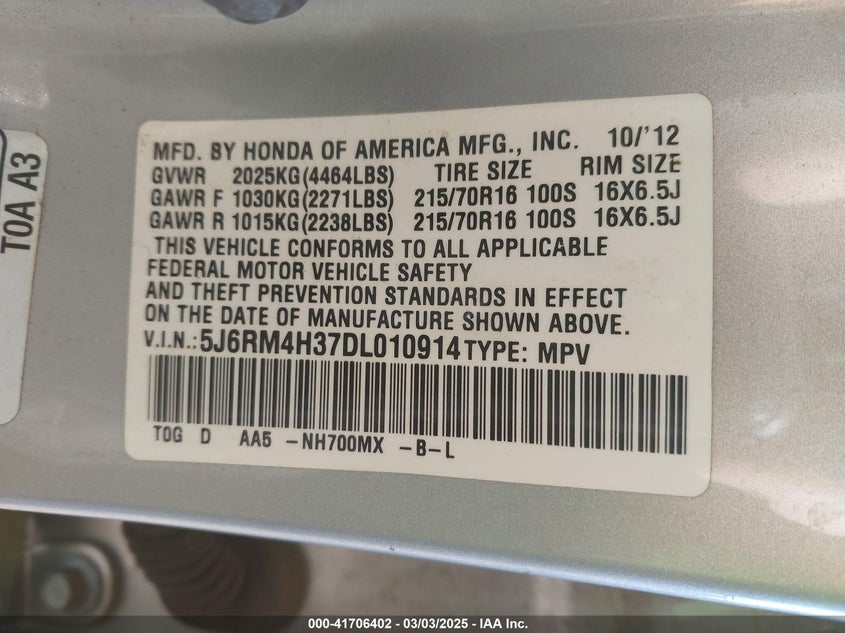 TOA A3
MFD. BY HONDA OF AMERICA MFG., INC. 10/'12
GVWR 2025KG(4464LBS) TIRE SIZE RIM SIZE
GAWR F 1030KG(2271LBS) 215/70R16 100S 16X6.5J
GAWR R 1015KG(2238LBS) 215/70R16 100S 16X6.5J
THIS VEHICLE CONFORMS TO ALL APPLICABLE
FEDERAL MOTOR VEHICLE SAFETY
AND THEFT PREVENTION STANDARDS IN EFFECT
ON THE DATE OF MANUFACTURE SHOWN ABOVE.
V.I.N.: 5J6RM4H37DL010914 TYPE: MPV
TOG D AA5 -NH700MX -B-L
000-41706402 - 03/03/2025 - IAA Inc.